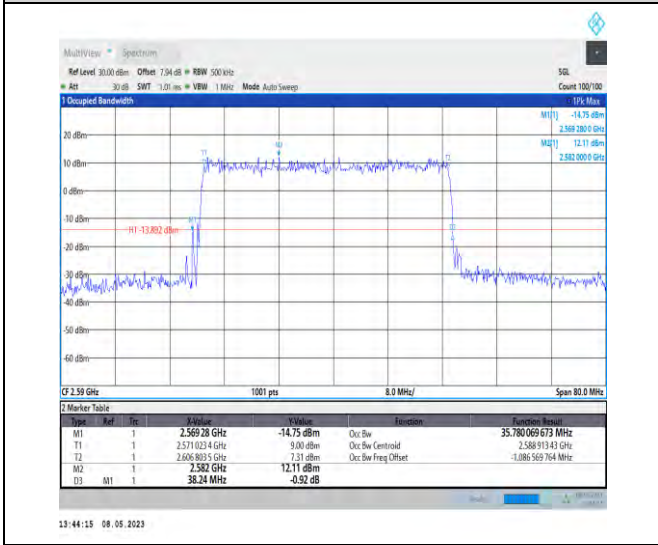 MultiView Spectrum
Ref Level 30.00 dBm Offset 7.94 dB RBW 500 kHz SGL
Att 30 dB SWT 1.01 ms VBW 1 MHz Mode Auto Sweep Count 100/100
1 Occupied Bandwidth 1Pk Max
M1[1] -14.75 dBm
2.569 280 0 GHz
M2[1] 12.11 dBm
2.582 000 0 GHz
20 dBm
M2
T1
T2
10 dBm
0 dBm
-10 dBm
M1
H1 -13.892 dBm
D3
-20 dBm
-30 dBm
-40 dBm
-50 dBm
-60 dBm
CF 2.59 GHz 1001 pts 8.0 MHz/ Span 80.0 MHz
2 Marker Table
Type Ref Trc X-Value Y-Value Function Function Result
M1 1 2.569 28 GHz -14.75 dBm Occ Bw 35.780 069 673 MHz
T1 1 2.571 023 4 GHz 9.00 dBm Occ Bw Centroid 2.588 913 43 GHz
T2 1 2.606 803 5 GHz 7.31 dBm Occ Bw Freq Offset -1.086 569 764 MHz
M2 1 2.582 GHz 12.11 dBm
D3 M1 1 38.24 MHz -0.92 dB
13:44:15 08.05.2023